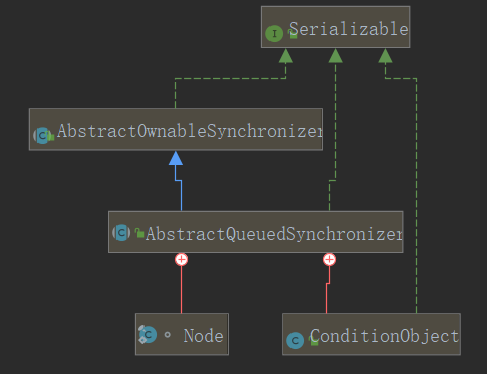 I Serializable
C AbstractOwnableSynchronizer
C AbstractQueuedSynchronizer
C Node
C ConditionObject